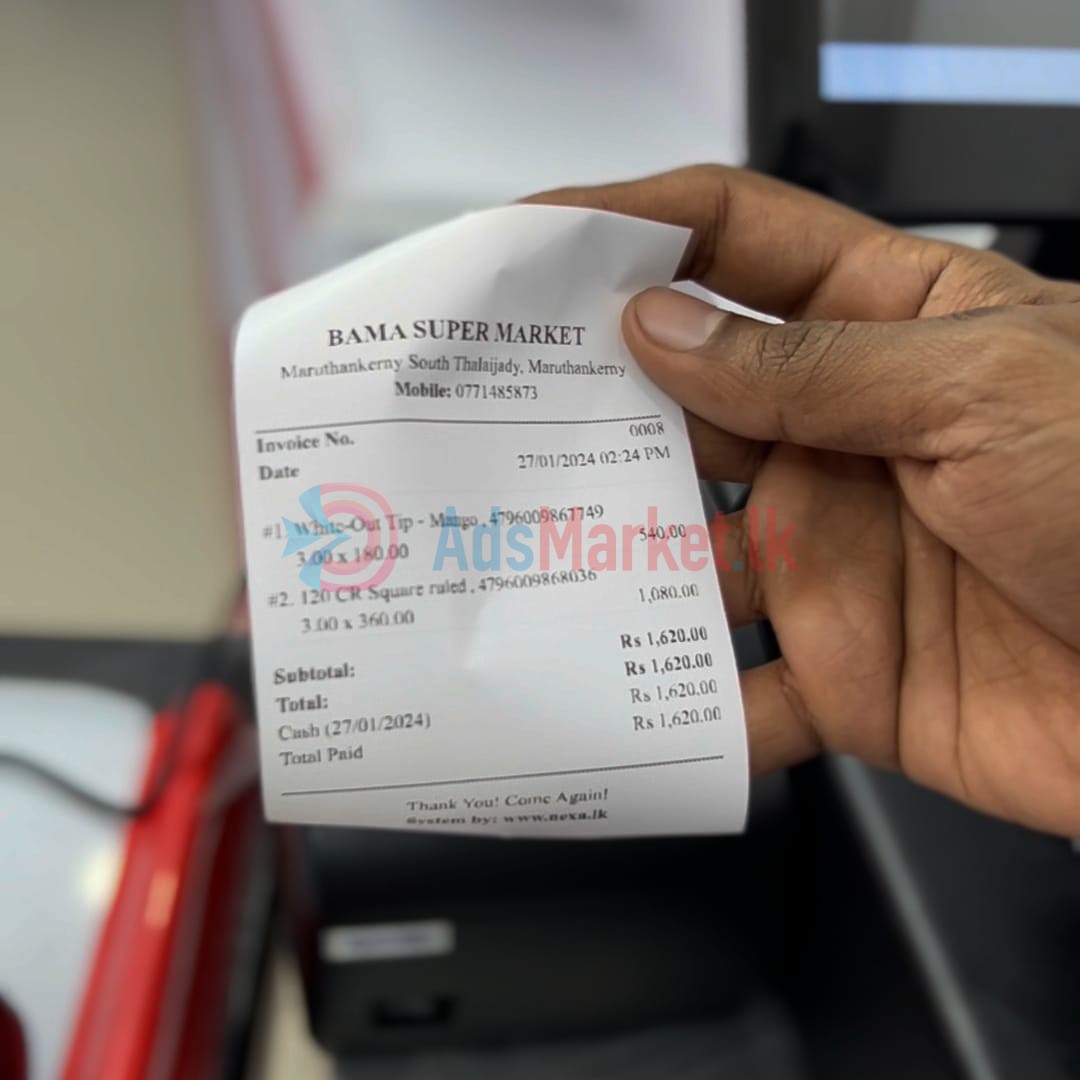 BAMA SUPER MARKET
Maruthankerny South Thalaijady, Maruthankerny
Mobile: 0771485873
Invoice No. 0008
Date 27/01/2024 02:24 PM
#1. White-Out Tip - Mango , 4796009867749
3.00 x 180.00 540.00
#2. 120 CR Square ruled , 4796009868036
3.00 x 360.00 1,080.00
Subtotal: Rs 1,620.00
Total: Rs 1,620.00
Cash (27/01/2024) Rs 1,620.00
Total Paid Rs 1,620.00
Thank You! Come Again!
System by: www.nexa.lk
AdsMarket.lk